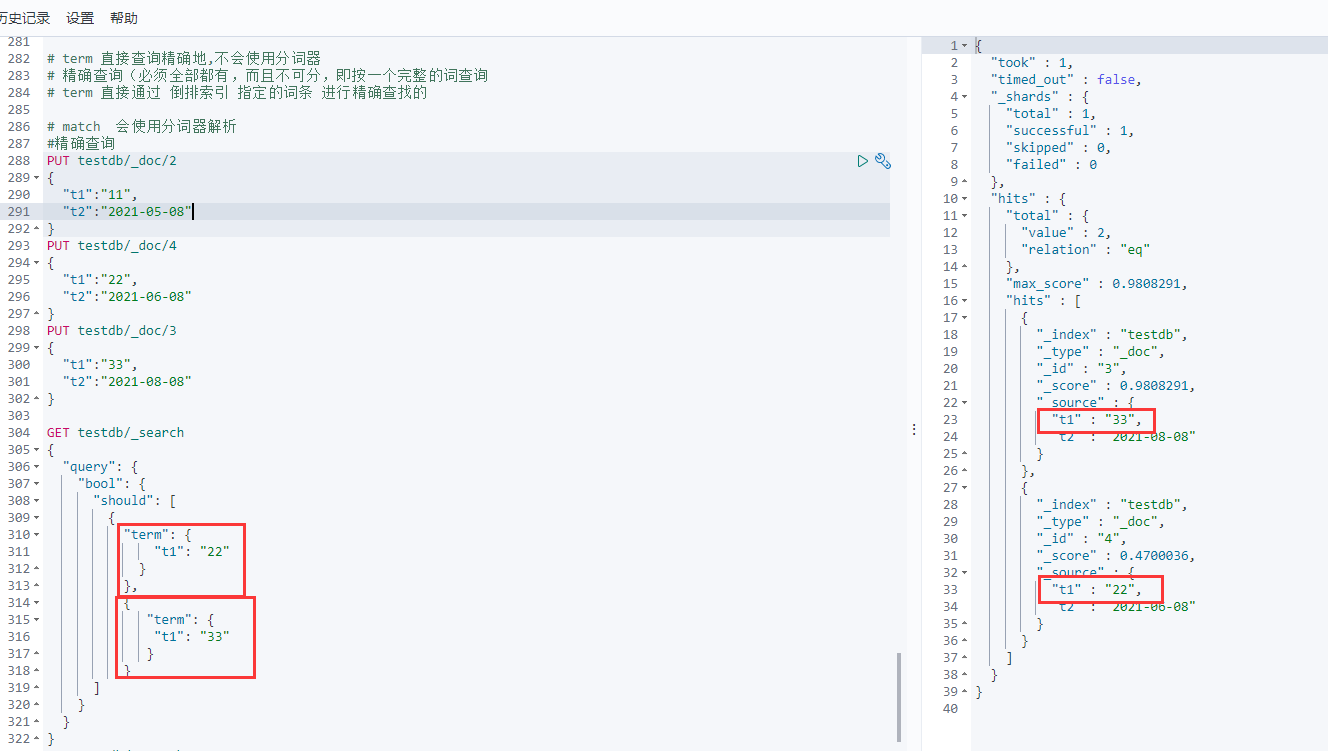 历史记录 设置 帮助
281
282 # term 直接查询精确地,不会使用分词器
283 # 精确查询（必须全部都有，而且不可分，即按一个完整的词查询
284 # term 直接通过 倒排索引 指定的词条 进行精确查找的
285
286 # match  会使用分词器解析
287 #精确查询
288 PUT testdb/_doc/2
289 {
290   "t1":"11",
291   "t2":"2021-05-08"
292 }
293 PUT testdb/_doc/4
294 {
295   "t1":"22",
296   "t2":"2021-06-08"
297 }
298 PUT testdb/_doc/3
299 {
300   "t1":"33",
301   "t2":"2021-08-08"
302 }
303
304 GET testdb/_search
305 {
306   "query": {
307     "bool": {
308       "should": [
309         {
310           "term": {
311               "t1": "22"
312             }
313           },
314           {
315              "term": {
316               "t1": "33"
317              }
318           }
319       ]
320     }
321   }
322 }
1 {
2   "took" : 1,
3   "timed_out" : false,
4   "_shards" : {
5     "total" : 1,
6     "successful" : 1,
7     "skipped" : 0,
8     "failed" : 0
9   },
10   "hits" : {
11     "total" : {
12       "value" : 2,
13       "relation" : "eq"
14     },
15     "max_score" : 0.9808291,
16     "hits" : [
17       {
18         "_index" : "testdb",
19         "_type" : "_doc",
20         "_id" : "3",
21         "_score" : 0.9808291,
22         "_source" : {
23           "t1" : "33",
24           "t2" : "2021-08-08"
25         }
26       },
27       {
28         "_index" : "testdb",
29         "_type" : "_doc",
30         "_id" : "4",
31         "_score" : 0.4700036,
32         "_source" : {
33           "t1" : "22",
34           "t2" : "2021-06-08"
35         }
36       }
37     ]
38   }
39 }
40